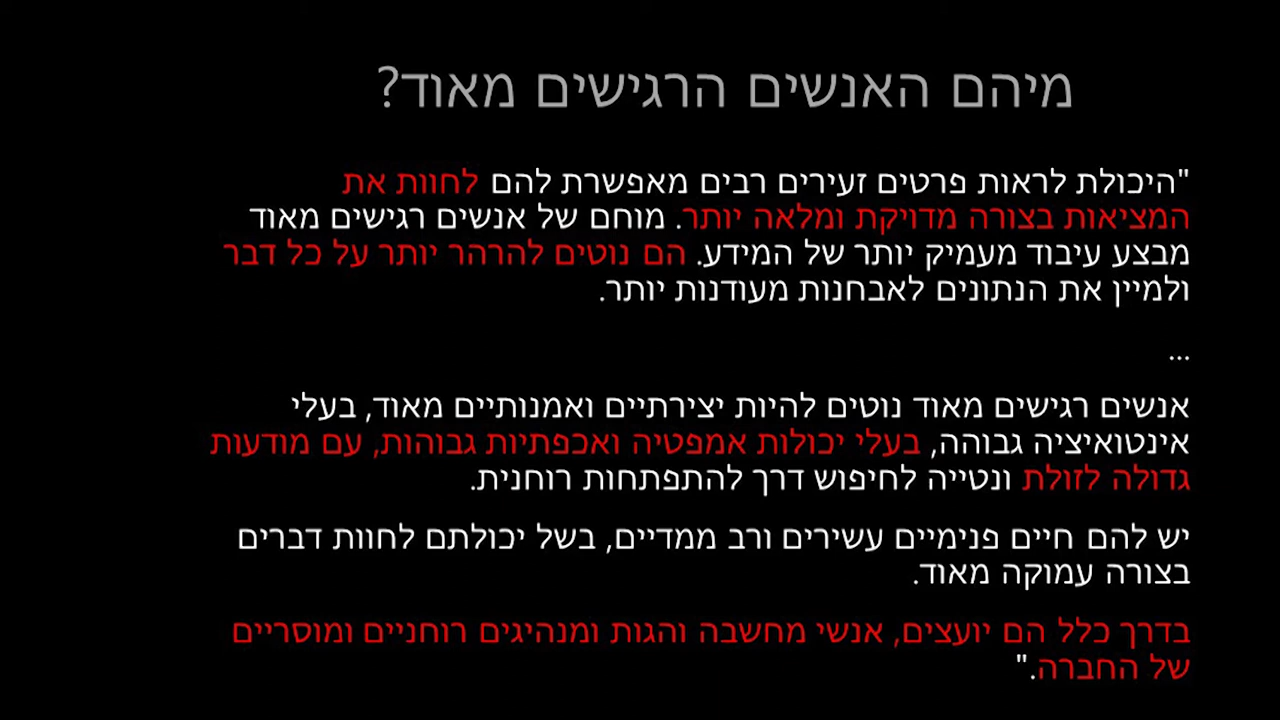 מיהם האנשים הרגישים מאוד?
"היכולת לראות פרטים זעירים רבים מאפשרת להם לחוות את
המציאות בצורה מדויקת ומלאה יותר. מוחם של אנשים רגישים מאוד
מבצע עיבוד מעמיק יותר של המידע. הם נוטים להרהר יותר על כל דבר
ולמיין את הנתונים לאבחנות מעודנות יותר.
...
אנשים רגישים מאוד נוטים להיות יצירתיים ואמנותיים מאוד, בעלי
אינטואיציה גבוהה, בעלי יכולות אמפטיה ואכפתיות גבוהות, עם מודעות
גדולה לזולת ונטייה לחיפוש דרך להתפתחות רוחנית.
יש להם חיים פנימיים עשירים ורב ממדיים, בשל יכולתם לחוות דברים
בצורה עמוקה מאוד.
בדרך כלל הם יועצים, אנשי מחשבה והגות ומנהיגים רוחניים ומוסריים
של החברה."